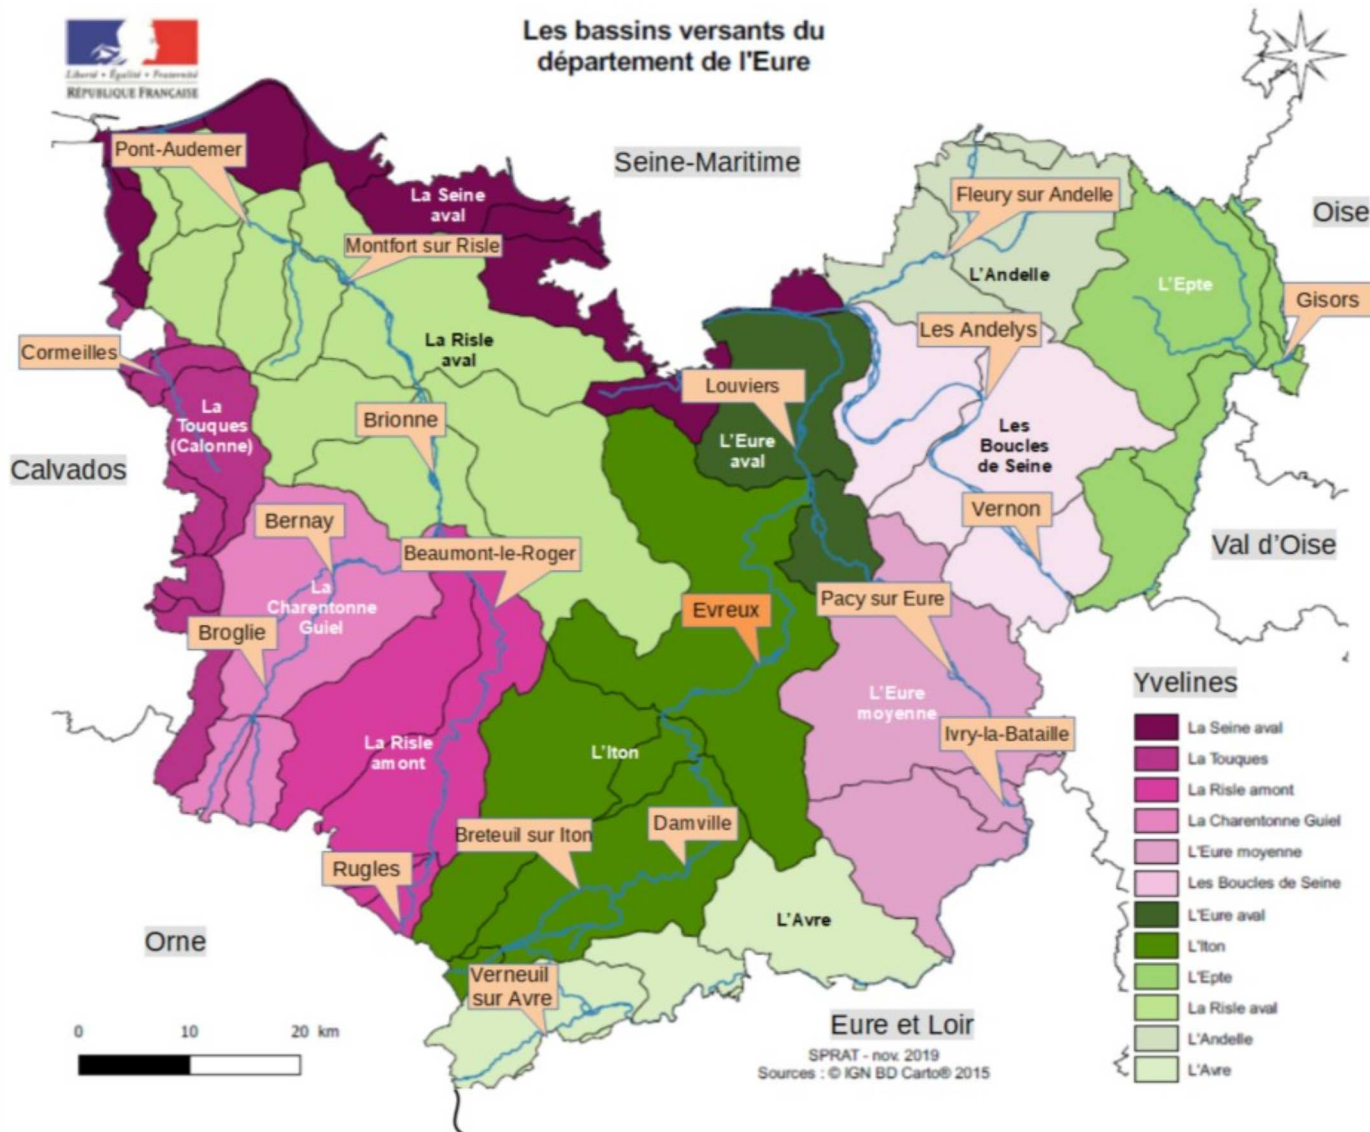 Les bassins versants du
département de l'Eure
Liberté • Égalité • Fraternité
RÉPUBLIQUE FRANÇAISE
Pont-Audemer
Seine-Maritime
La Seine
aval
Fleury sur Andelle
Oise
Montfort sur Risle
L'Andelle
L'Epte
Gisors
Cormeilles
La Risle
aval
Les Andelys
Louviers
La
Touques
(Calonne)
Brionne
L'Eure
aval
Les
Boucles
de Seine
Calvados
Bernay
Vernon
Beaumont-le-Roger
Val d'Oise
La
Charentonne
Guiel
Broglie
Evreux
Pacy sur Eure
L'Eure
moyenne
Ivry-la-Bataille
La Risle
amont
L'Iton
Breteuil sur Iton
Damville
Rugles
L'Avre
Orne
Verneuil
sur Avre
Eure et Loir
Yvelines
La Seine aval
La Touques
La Risle amont
La Charentonne Guiel
L'Eure moyenne
Les Boucles de Seine
L'Eure aval
L'Iton
L'Epte
La Risle aval
L'Andelle
L'Avre
0 10 20 km
SPRAT - nov. 2019
Sources : © IGN BD Carto® 2015